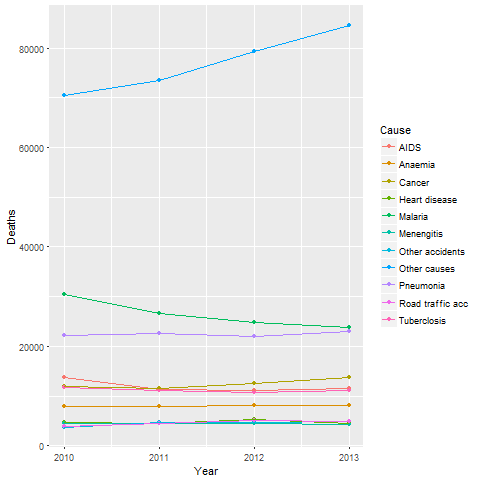 80000
60000
40000
20000
0
Deaths
2010 2011 2012 2013
Year
Cause
AIDS
Anaemia
Cancer
Heart disease
Malaria
Menengitis
Other accidents
Other causes
Pneumonia
Road traffic acc
Tuberclosis